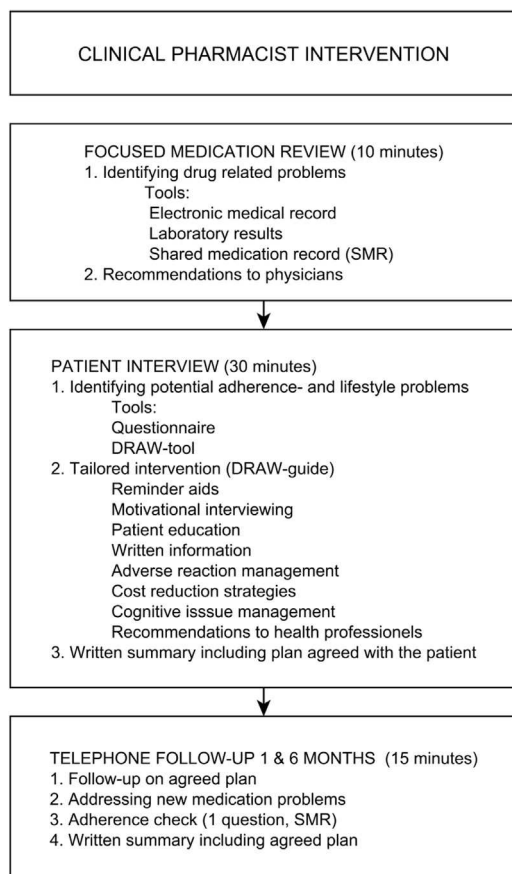 CLINICAL PHARMACIST INTERVENTION
FOCUSED MEDICATION REVIEW (10 minutes)
1. Identifying drug related problems
Tools:
Electronic medical record
Laboratory results
Shared medication record (SMR)
2. Recommendations to physicians
PATIENT INTERVIEW (30 minutes)
1. Identifying potential adherence- and lifestyle problems
Tools:
Questionnaire
DRAW-tool
2. Tailored intervention (DRAW-guide)
Reminder aids
Motivational interviewing
Patient education
Written information
Adverse reaction management
Cost reduction strategies
Cognitive isssue management
Recommendations to health professionels
3. Written summary including plan agreed with the patient
TELEPHONE FOLLOW-UP 1 & 6 MONTHS (15 minutes)
1. Follow-up on agreed plan
2. Addressing new medication problems
3. Adherence check (1 question, SMR)
4. Written summary including agreed plan